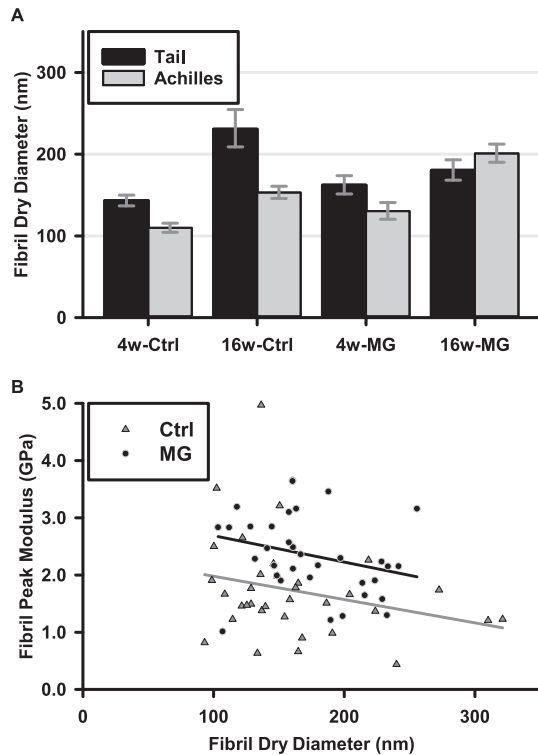 A
Tail
Achilles
Fibril Dry Diameter (nm)
300
200
100
0
4w-Ctrl 16w-Ctrl 4w-MG 16w-MG
B
Ctrl
MG
Fibril Peak Modulus (GPa)
5.0
4.0
3.0
2.0
1.0
0.0
0 100 200 300
Fibril Dry Diameter (nm)